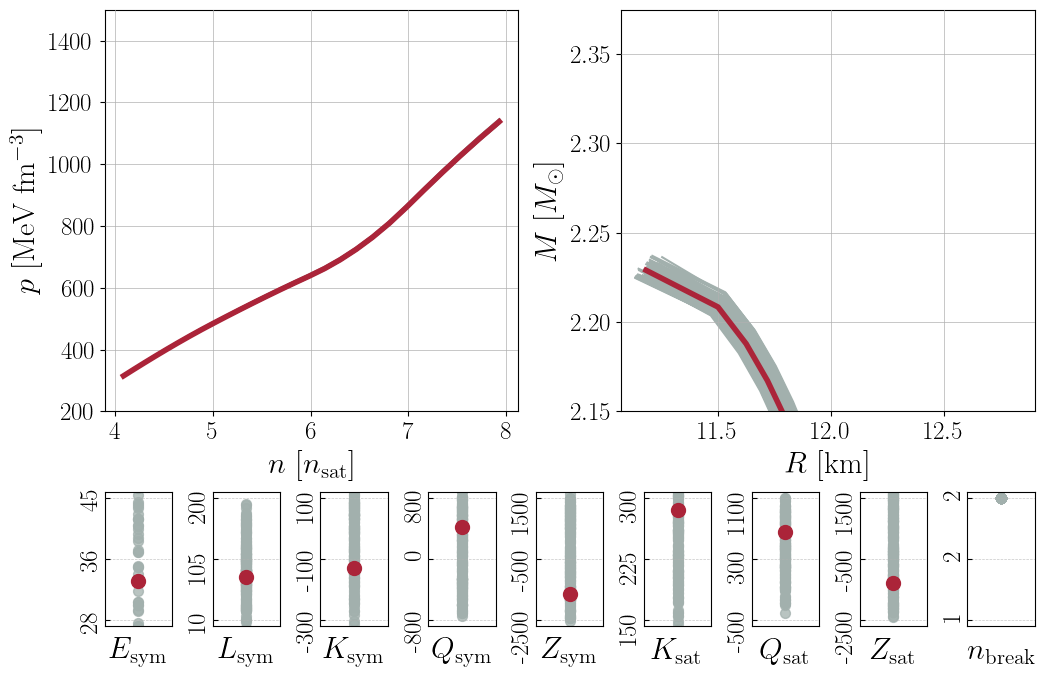 1400
1200
1000
800
600
400
200
p [MeV fm⁻³]
4 5 6 7 8
n [n_sat]
2.35
2.30
2.25
2.20
2.15
M [M_⊙]
11.5 12.0 12.5
R [km]
45 36 28
E_sym
200 105 10
L_sym
100 -100 -300
K_sym
800 0 -800
Q_sym
1500 -500 -2500
Z_sym
300 225 150
K_sat
1100 300 -500
Q_sat
1500 -500 -2500
Z_sat
2 2 1
n_break